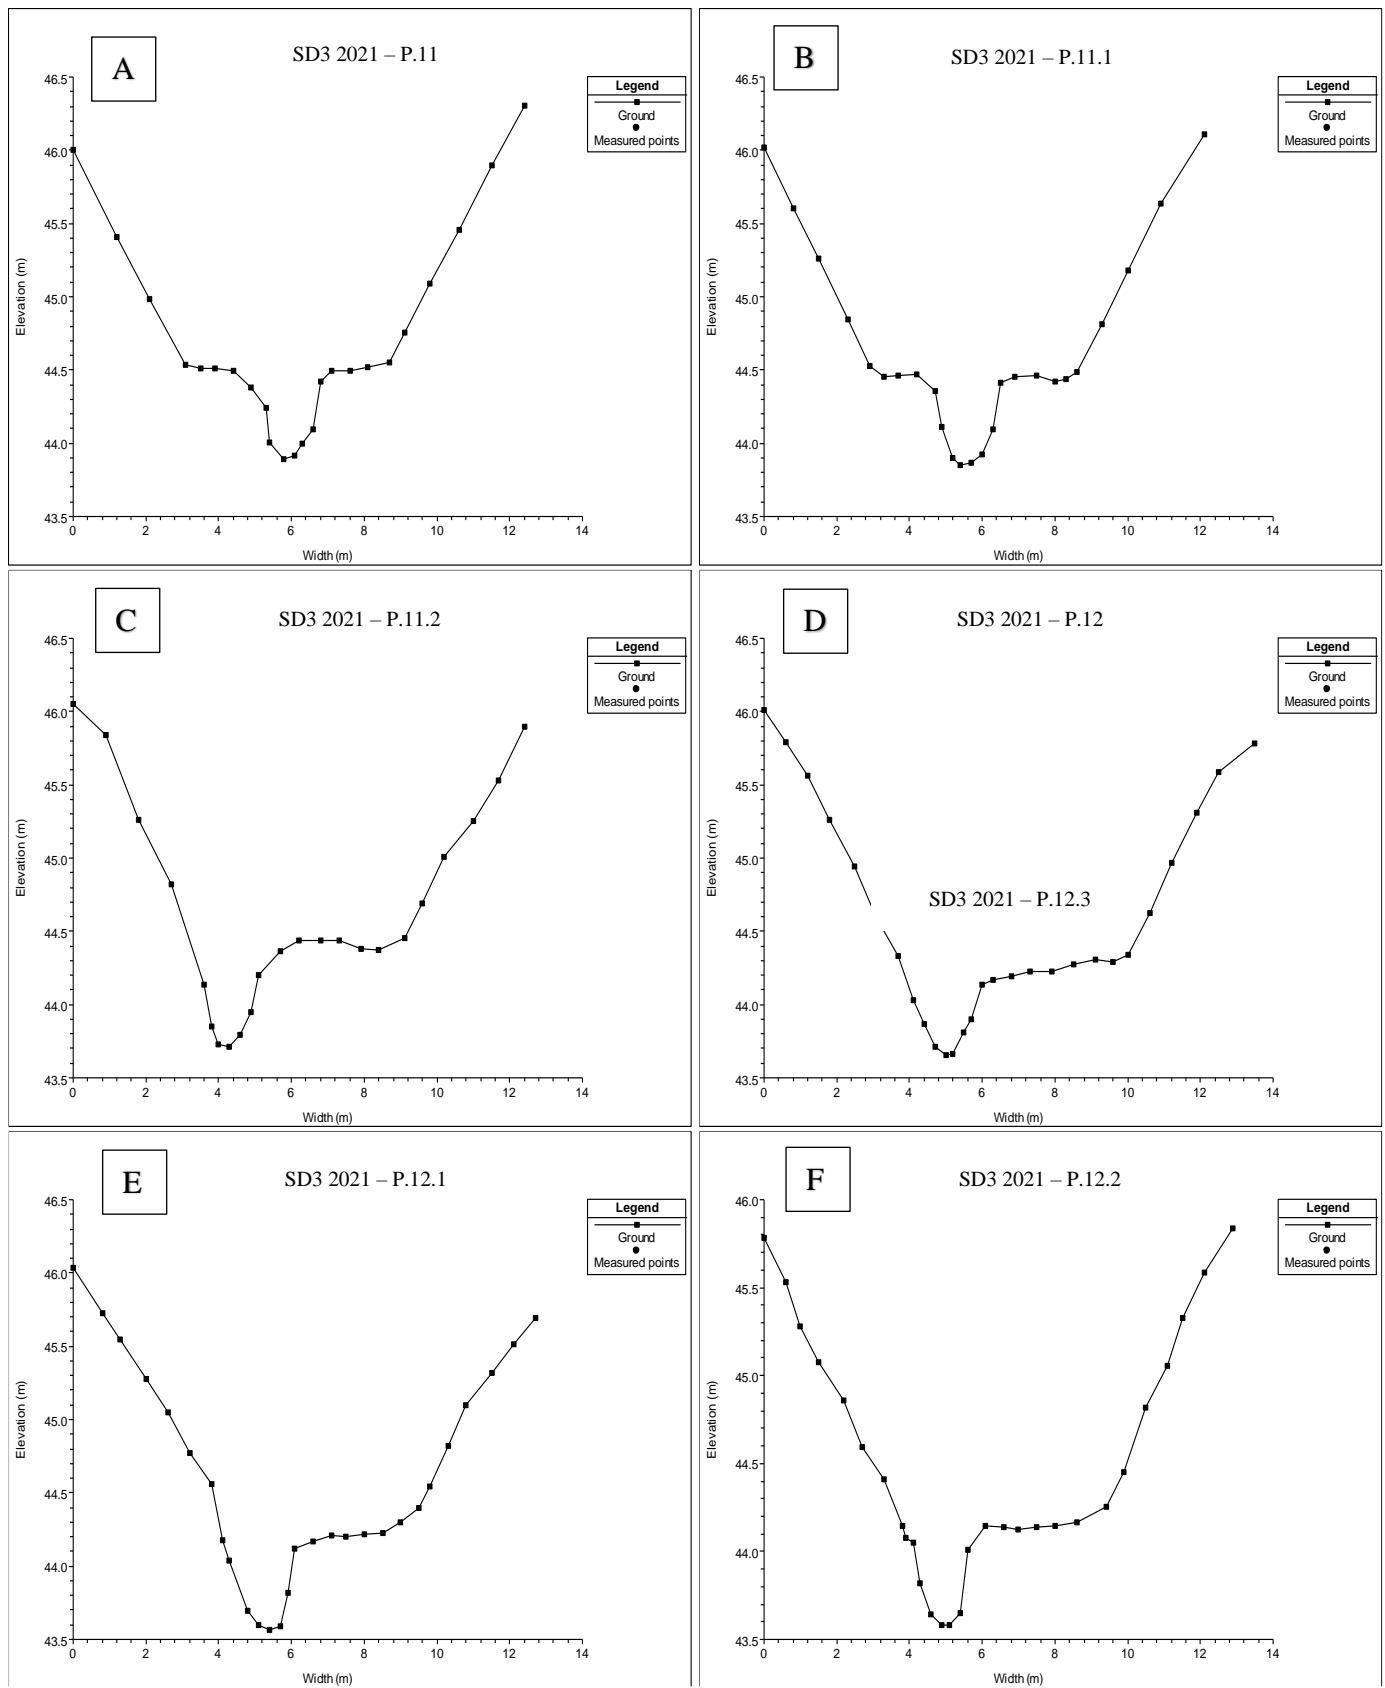 A
SD3 2021 – P.11
Legend
Ground
Measured points
46.5
46.0
45.5
45.0
44.5
44.0
43.5
Elevation (m)
0 2 4 6 8 10 12 14
Width (m)
B
SD3 2021 – P.11.1
Legend
Ground
Measured points
46.5
46.0
45.5
45.0
44.5
44.0
43.5
Elevation (m)
0 2 4 6 8 10 12 14
Width (m)
C
SD3 2021 – P.11.2
Legend
Ground
Measured points
46.5
46.0
45.5
45.0
44.5
44.0
43.5
Elevation (m)
0 2 4 6 8 10 12 14
Width (m)
D
SD3 2021 – P.12
Legend
Ground
Measured points
46.5
46.0
45.5
45.0
44.5
44.0
43.5
Elevation (m)
SD3 2021 – P.12.3
0 2 4 6 8 10 12 14
Width (m)
E
SD3 2021 – P.12.1
Legend
Ground
Measured points
46.5
46.0
45.5
45.0
44.5
44.0
43.5
Elevation (m)
0 2 4 6 8 10 12 14
Width (m)
F
SD3 2021 – P.12.2
Legend
Ground
Measured points
46.0
45.5
45.0
44.5
44.0
43.5
Elevation (m)
0 2 4 6 8 10 12 14
Width (m)